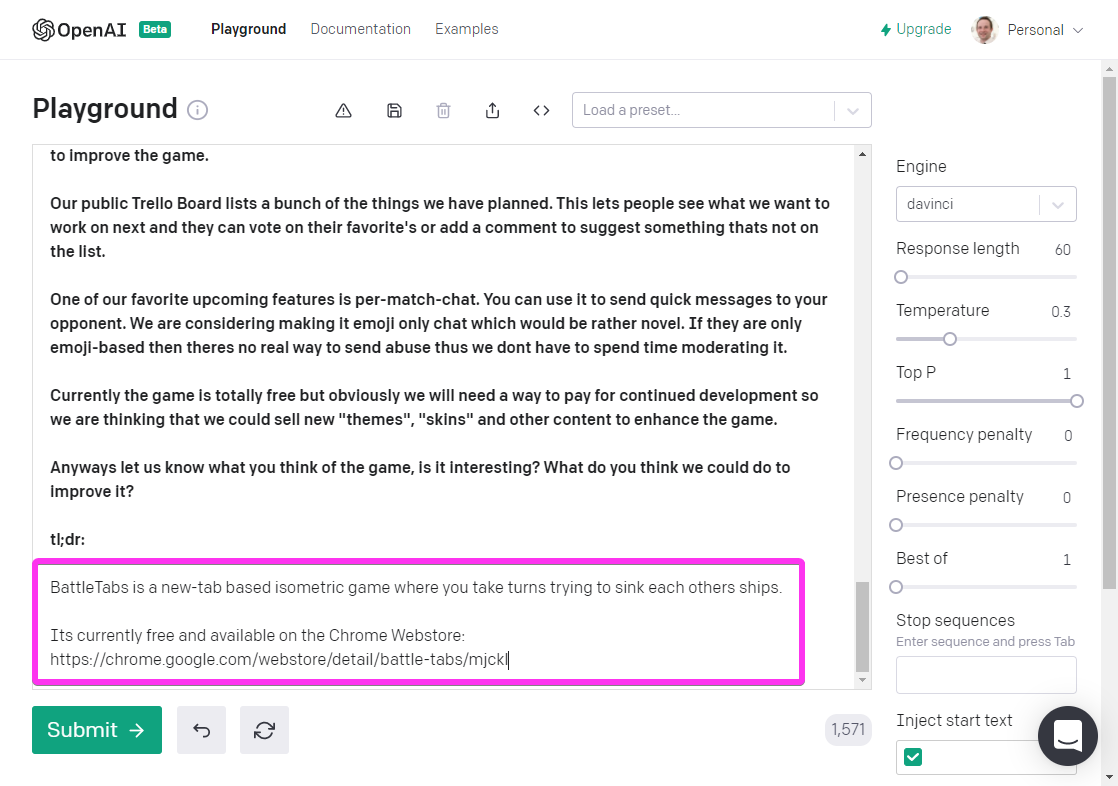 OpenAI Beta Playground Documentation Examples Upgrade Personal
Playground
Load a preset...
to improve the game.
Our public Trello Board lists a bunch of the things we have planned. This lets people see what we want to
work on next and they can vote on their favorite's or add a comment to suggest something thats not on
the list.
One of our favorite upcoming features is per-match-chat. You can use it to send quick messages to your
opponent. We are considering making it emoji only chat which would be rather novel. If they are only
emoji-based then theres no real way to send abuse thus we dont have to spend time moderating it.
Currently the game is totally free but obviously we will need a way to pay for continued development so
we are thinking that we could sell new "themes", "skins" and other content to enhance the game.
Anyways let us know what you think of the game, is it interesting? What do you think we could do to
improve it?
tl;dr:
BattleTabs is a new-tab based isometric game where you take turns trying to sink each others ships.
Its currently free and available on the Chrome Webstore:
https://chrome.google.com/webstore/detail/battle-tabs/mjckl
Submit
1,571
Engine
davinci
Response length 60
Temperature 0.3
Top P 1
Frequency penalty 0
Presence penalty 0
Best of 1
Stop sequences
Enter sequence and press Tab
Inject start text